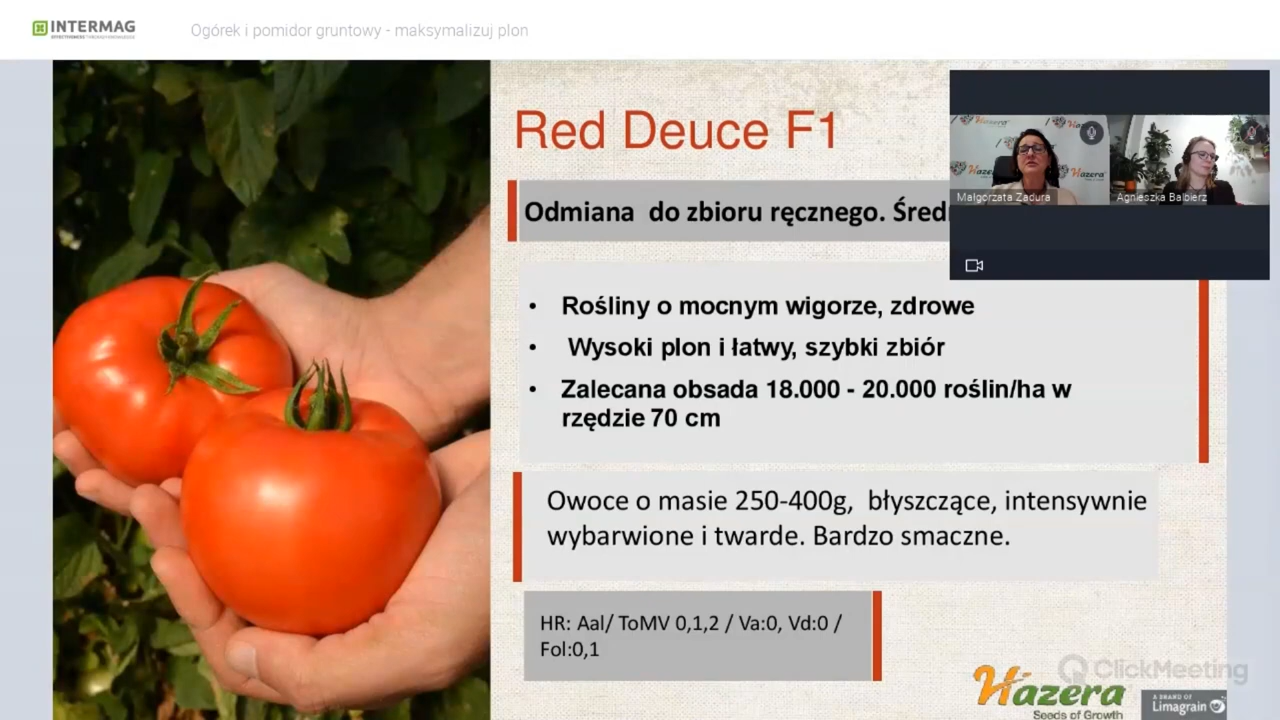 INTERMAG
Ogórek i pomidor gruntowy - maksymalizuj plon
Red Deuce F1
Hazera
Hazera
Małgorzata Zadura
Agnieszka Balbierz
Odmiana do zbioru ręcznego. Śred
• Rośliny o mocnym wigorze, zdrowe
• Wysoki plon i łatwy, szybki zbiór
• Zalecana obsada 18.000 - 20.000 roślin/ha w
rzędzie 70 cm
Owoce o masie 250-400g, błyszczące, intensywnie
wybarwione i twarde. Bardzo smaczne.
HR: Aal/ ToMV 0,1,2 / Va:0, Vd:0 /
Fol:0,1
ClickMeeting
Hazera
Seeds of Growth
A BRAND OF
Limagrain